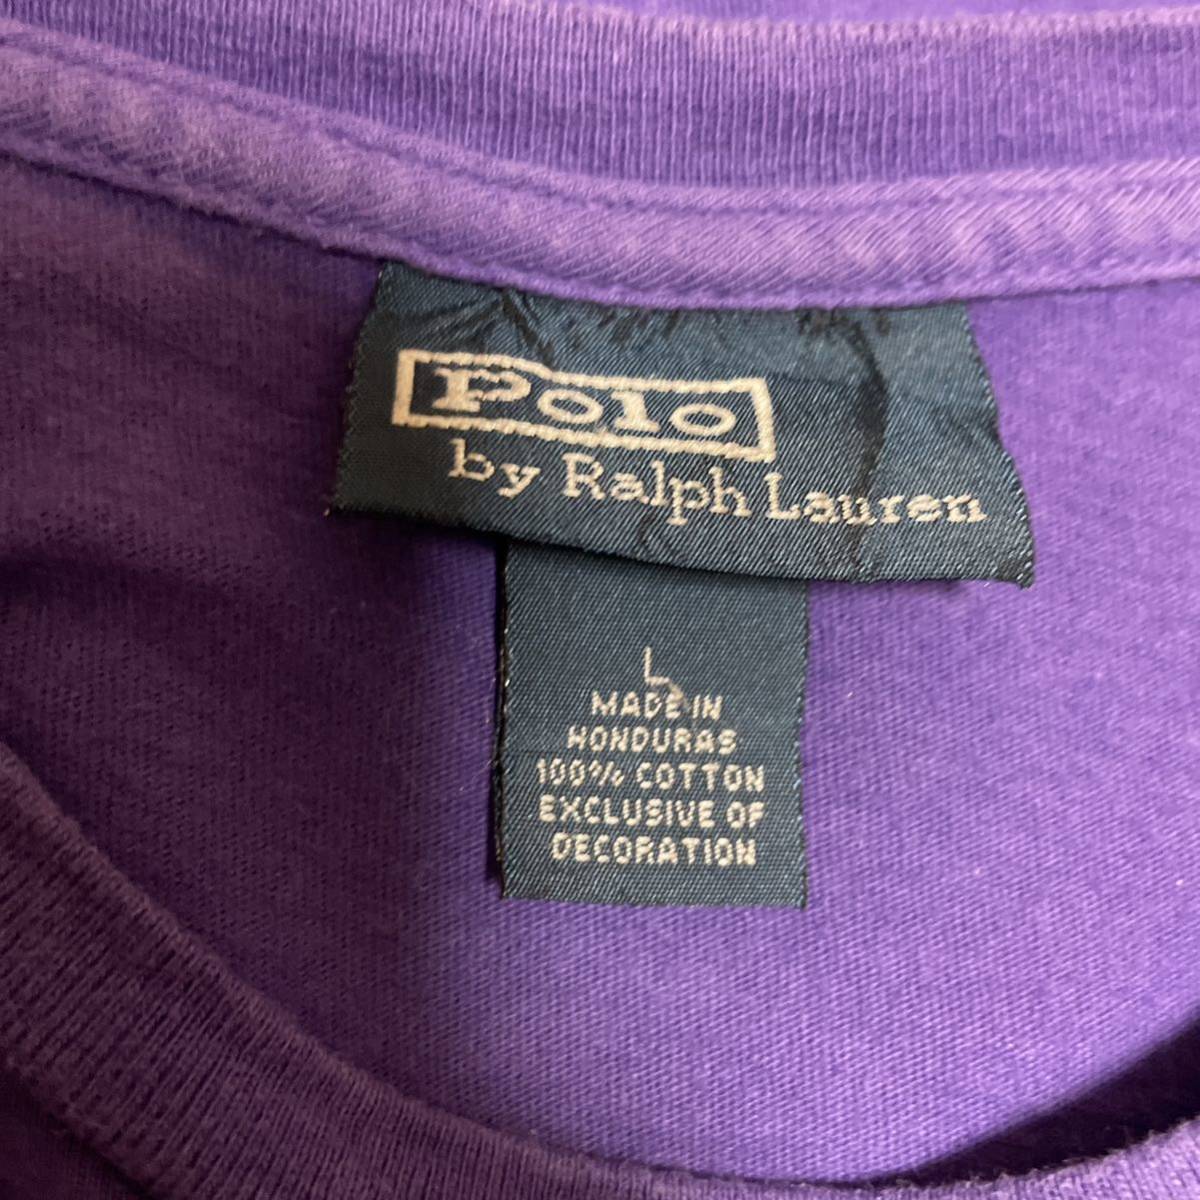 Polo
by Ralph Lauren
L
MADE IN
HONDURAS
100% COTTON
EXCLUSIVE OF
DECORATION